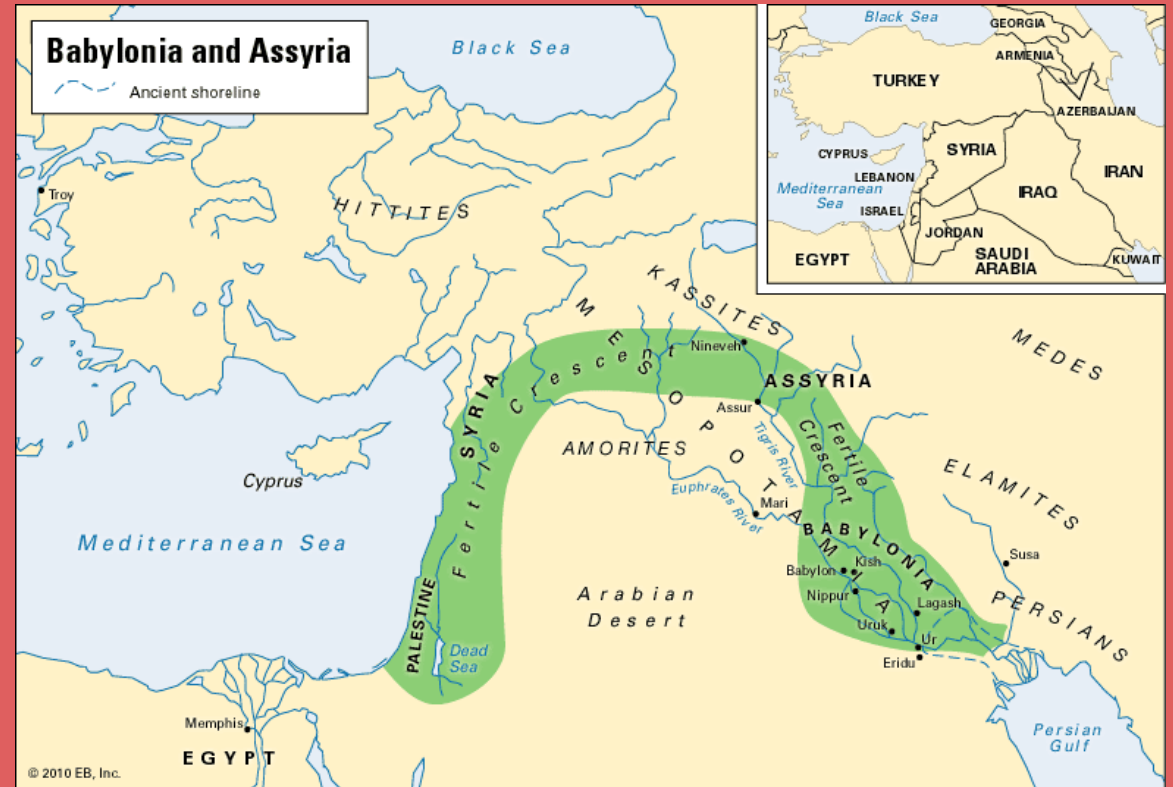 Babylonia and Assyria
Ancient shoreline
Black Sea
Troy
HITTITES
KASSITES
MEDES
MESOPOTAMIA
Fertile Crescent
Nineveh
ASSYRIA
Assur
SYRIA
AMORITES
Tigris River
Fertile
Crescent
Euphrates River
Mari
ELAMITES
Cyprus
Mediterranean Sea
BABYLONIA
Babylon
Kish
Susa
Nippur
Arabian
Desert
Lagash
PERSIANS
Uruk
Ur
Eridu
PALESTINE
Dead
Sea
Memphis
EGYPT
Persian
Gulf
© 2010 EB, Inc.
Black Sea
GEORGIA
ARMENIA
TURKEY
AZERBAIJAN
CYPRUS
SYRIA
LEBANON
IRAN
Mediterranean
Sea
IRAQ
ISRAEL
JORDAN
EGYPT
SAUDI
ARABIA
KUWAIT